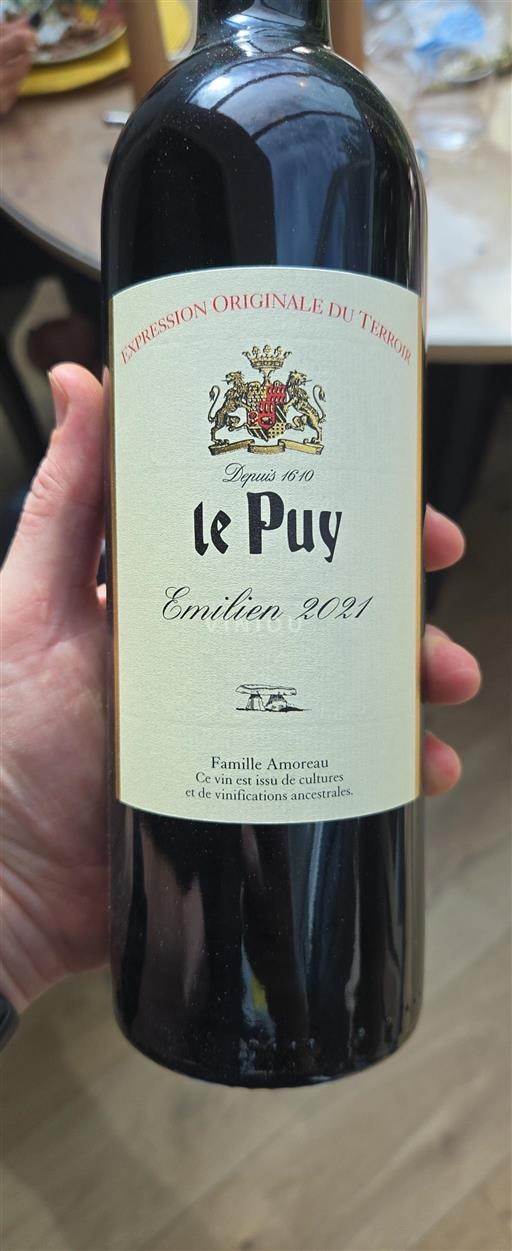 EXPRESSION ORIGINALE DU TERROIR
Depuis 1610
le Puy
Emilien 2021
VINIOU
Famille Amoreau
Ce vin est issu de cultures
et de vinifications ancestrales.